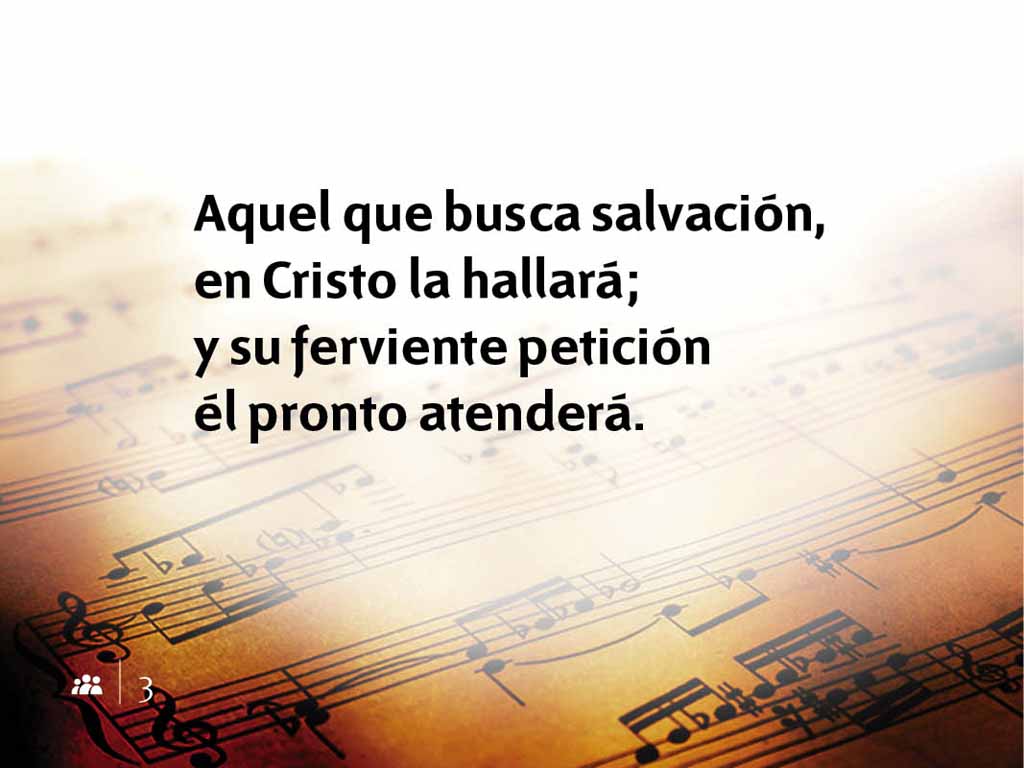 Aquel que busca salvación,
en Cristo la hallará;
y su ferviente petición
él pronto atenderá.
3